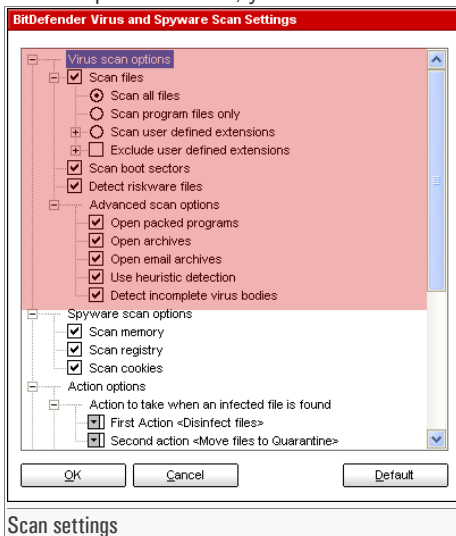 BitDefender Virus and Spyware Scan Settings
Virus scan options
Scan files
Scan all files
Scan program files only
Scan user defined extensions
Exclude user defined extensions
Scan boot sectors
Detect riskware files
Advanced scan options
Open packed programs
Open archives
Open email archives
Use heuristic detection
Detect incomplete virus bodies
Spyware scan options
Scan memory
Scan registry
Scan cookies
Action options
Action to take when an infected file is found
First Action <Disinfect files>
Second action <Move files to Quarantine>
OK Cancel Default
Scan settings